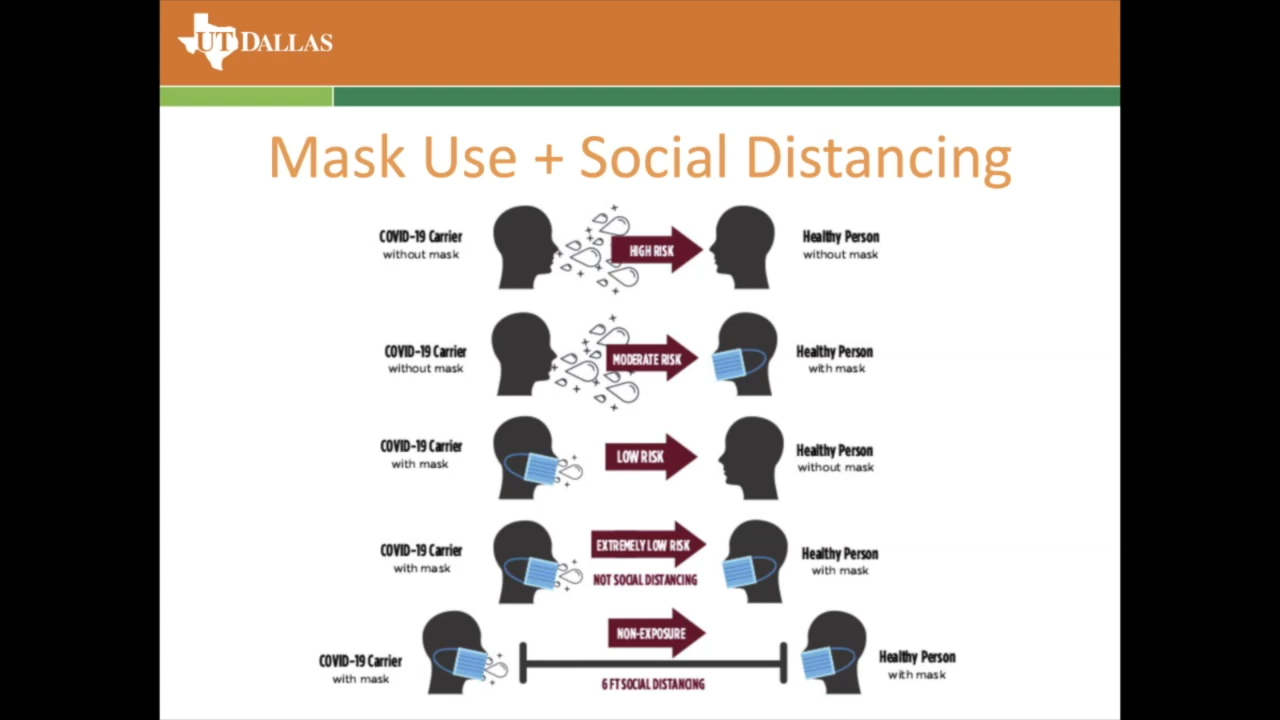 UT DALLAS
Mask Use + Social Distancing
COVID-19 Carrier
without mask
HIGH RISK
Healthy Person
without mask
COVID-19 Carrier
without mask
MODERATE RISK
Healthy Person
with mask
COVID-19 Carrier
with mask
LOW RISK
Healthy Person
without mask
COVID-19 Carrier
with mask
EXTREMELY LOW RISK
NOT SOCIAL DISTANCING
Healthy Person
with mask
COVID-19 Carrier
with mask
NON-EXPOSURE
6 FT SOCIAL DISTANCING
Healthy Person
with mask